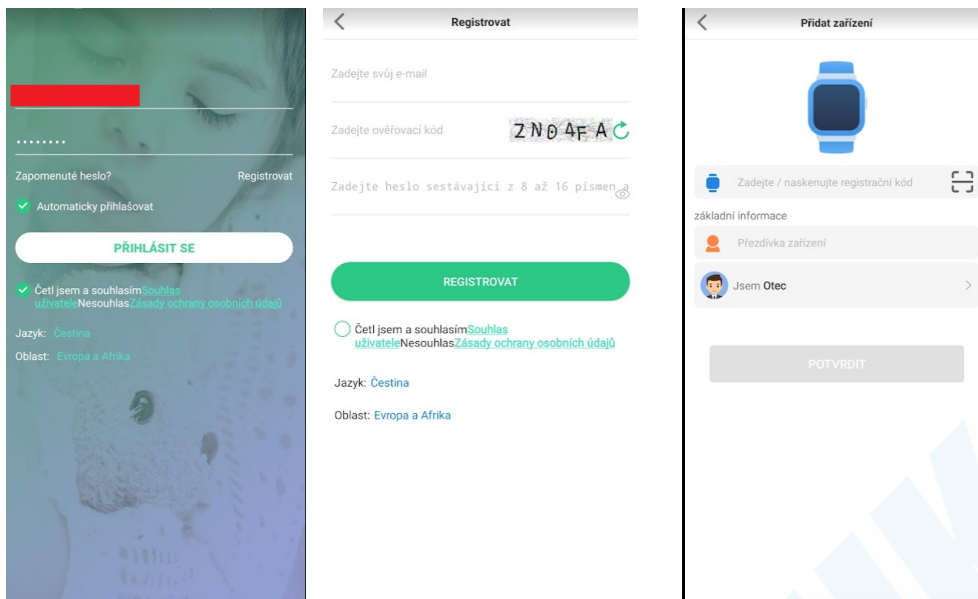 Zapomenuté heslo?
Registrovat
Automaticky přihlašovat
PŘIHLÁSIT SE
Četl jsem a souhlasímSouhlas
uživateleNesouhlasZásady ochrany osobních údajů
Jazyk: Čestina
Oblast: Evropa a Afrika
Registrovat
Zadejte svůj e-mail
Zadejte ověřovací kód
Zadejte heslo sestávající z 8 až 16 písmen a
REGISTROVAT
Četl jsem a souhlasímSouhlas
uživateleNesouhlasZásady ochrany osobních údajů
Jazyk: Čestina
Oblast: Evropa a Afrika
Přidat zařízení
Zadejte / naskenujte registrační kód
základní informace
Přezdívka zařízení
Jsem Otec
POTVRDIT